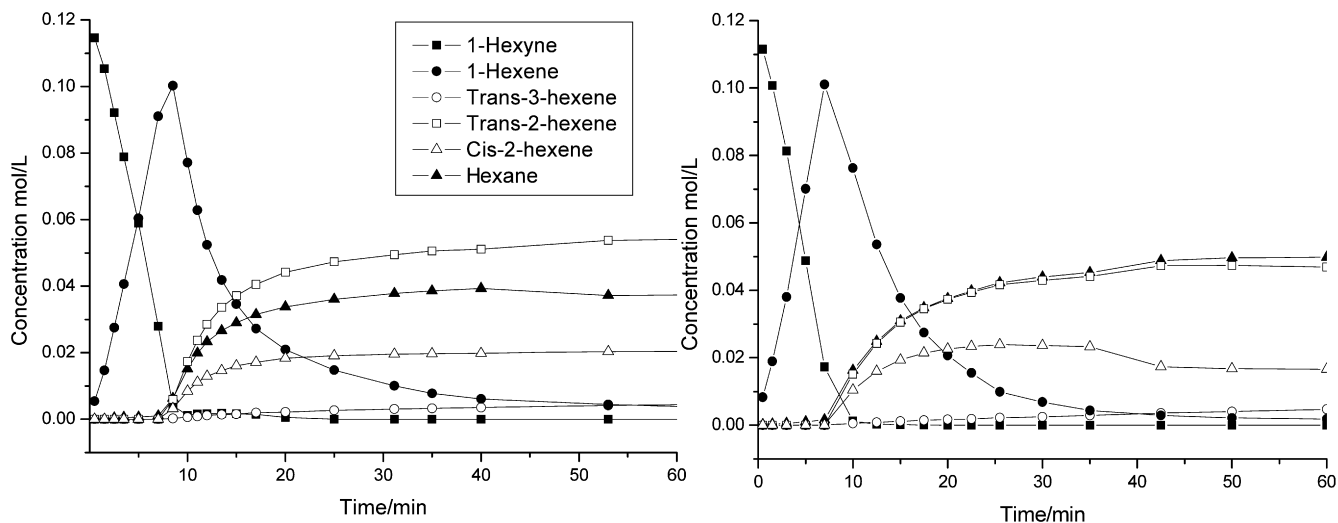 0.12
0.10
0.08
0.06
0.04
0.02
0.00
Concentration mol/L
10
20
30
40
50
60
Time/min
1-Hexyne
1-Hexene
Trans-3-hexene
Trans-2-hexene
Cis-2-hexene
Hexane
0.12
0.10
0.08
0.06
0.04
0.02
0.00
Concentration mol/L
0
10
20
30
40
50
60
Time/min